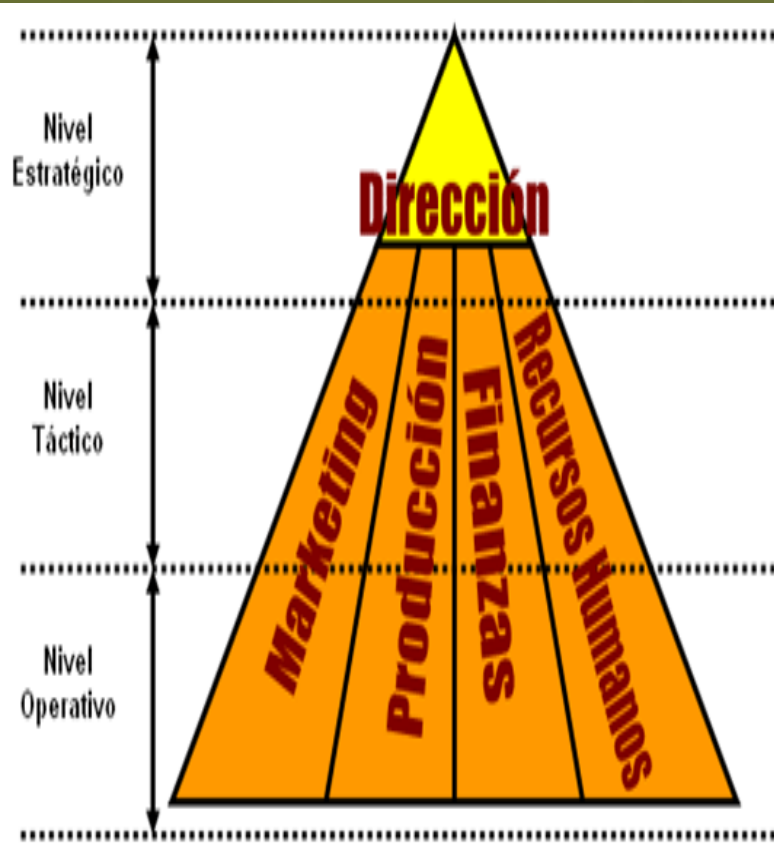 Nivel
Estratégico
Dirección
Nivel
Táctico
Marketing
Producción
Finanzas
Recursos Humanos
Nivel
Operativo